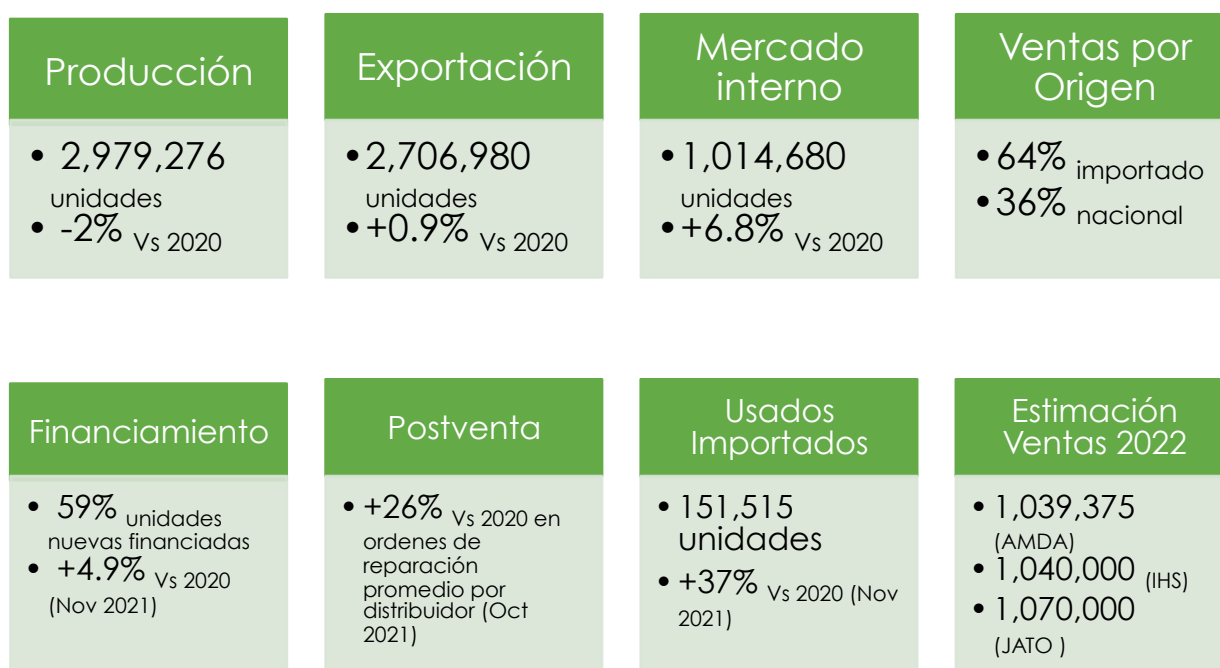 Producción
• 2,979,276
unidades
• -2% Vs 2020
Exportación
• 2,706,980
unidades
• +0.9% Vs 2020
Mercado
interno
• 1,014,680
unidades
• +6.8% Vs 2020
Ventas por
Origen
• 64% importado
• 36% nacional
Financiamiento
• 59% unidades
nuevas financiadas
• +4.9% Vs 2020
(Nov 2021)
Postventa
• +26% Vs 2020 en
ordenes de
reparación
promedio por
distribuidor (Oct
2021)
Usados
Importados
• 151,515
unidades
• +37% Vs 2020 (Nov
2021)
Estimación
Ventas 2022
• 1,039,375
(AMDA)
• 1,040,000 (IHS)
• 1,070,000
(JATO )